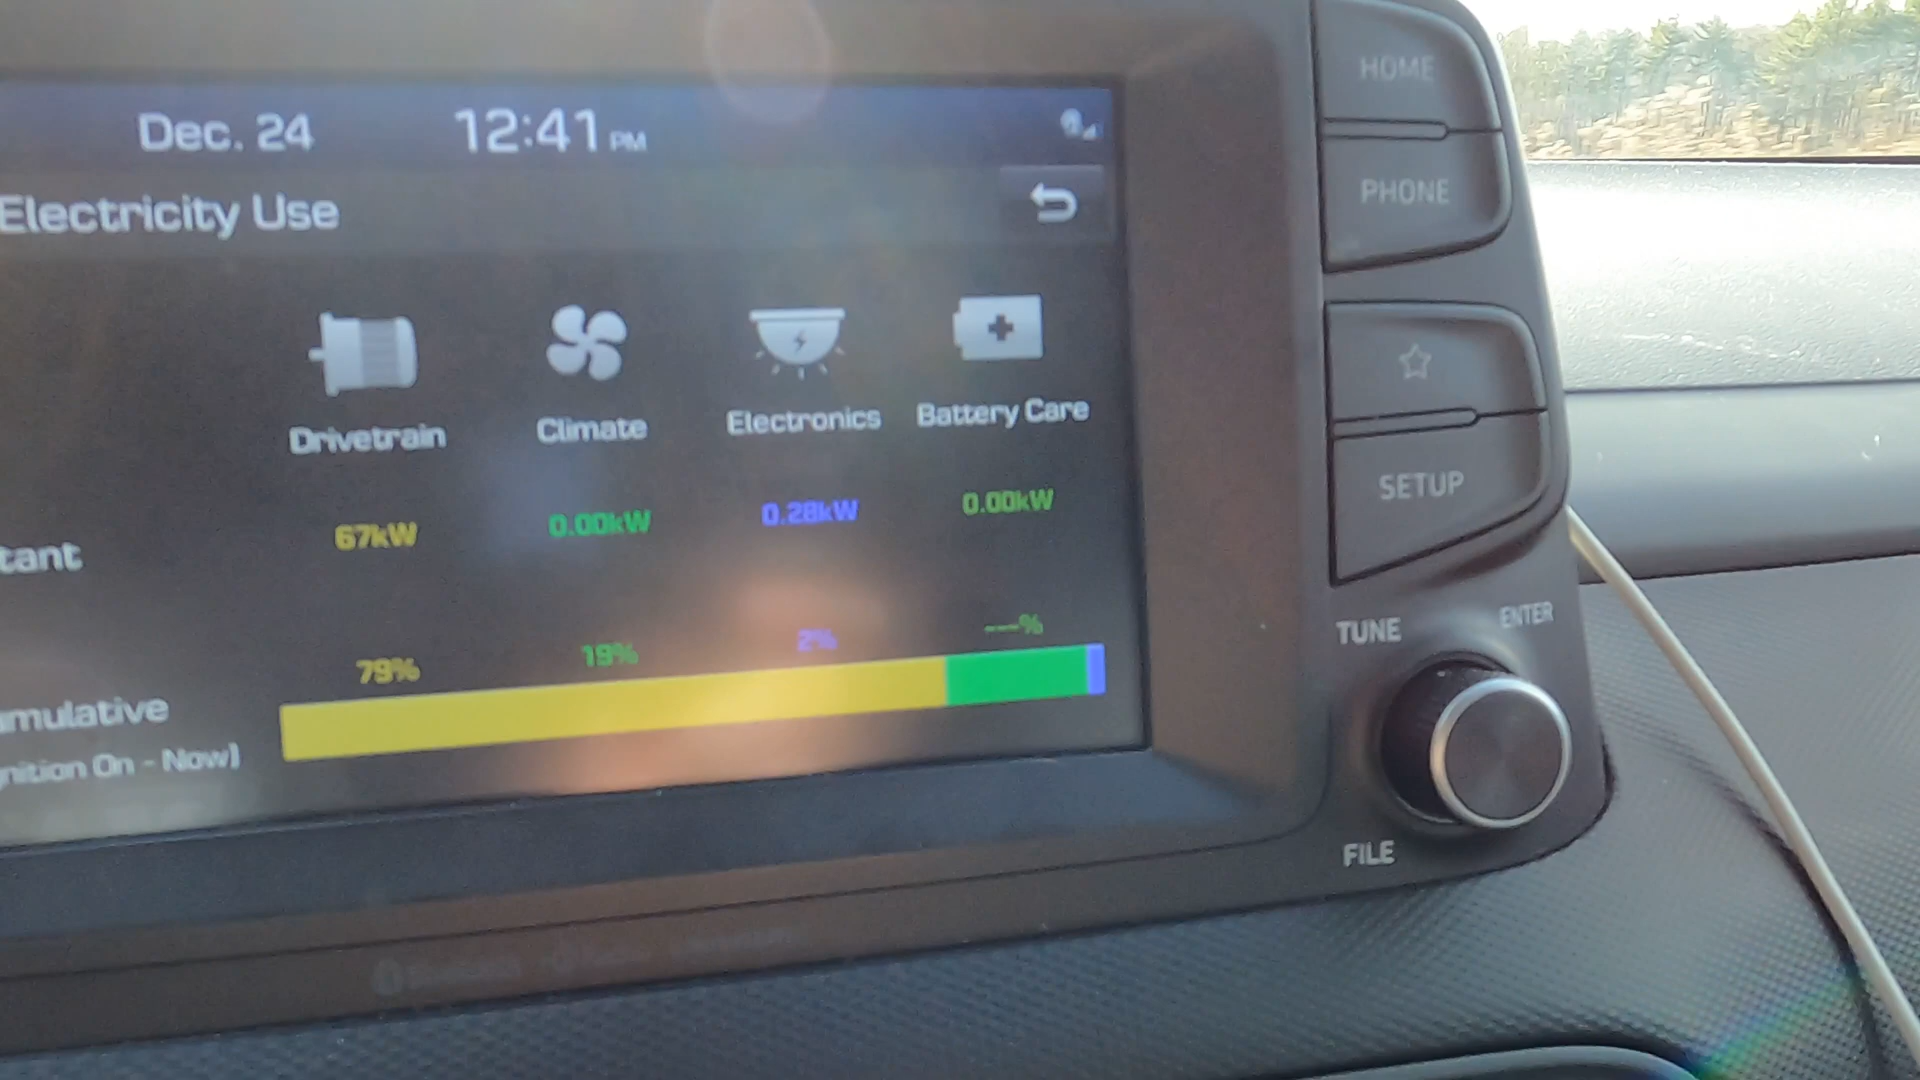 Dec. 24 12:41 PM
Electricity Use
Drivetrain Climate Electronics Battery Care
tant 67kW 0.00kW 0.28kW 0.00kW
79% 19% 2% ---%
mulative
nition On - Now)
HOME
PHONE
SETUP
TUNE ENTER
FILE